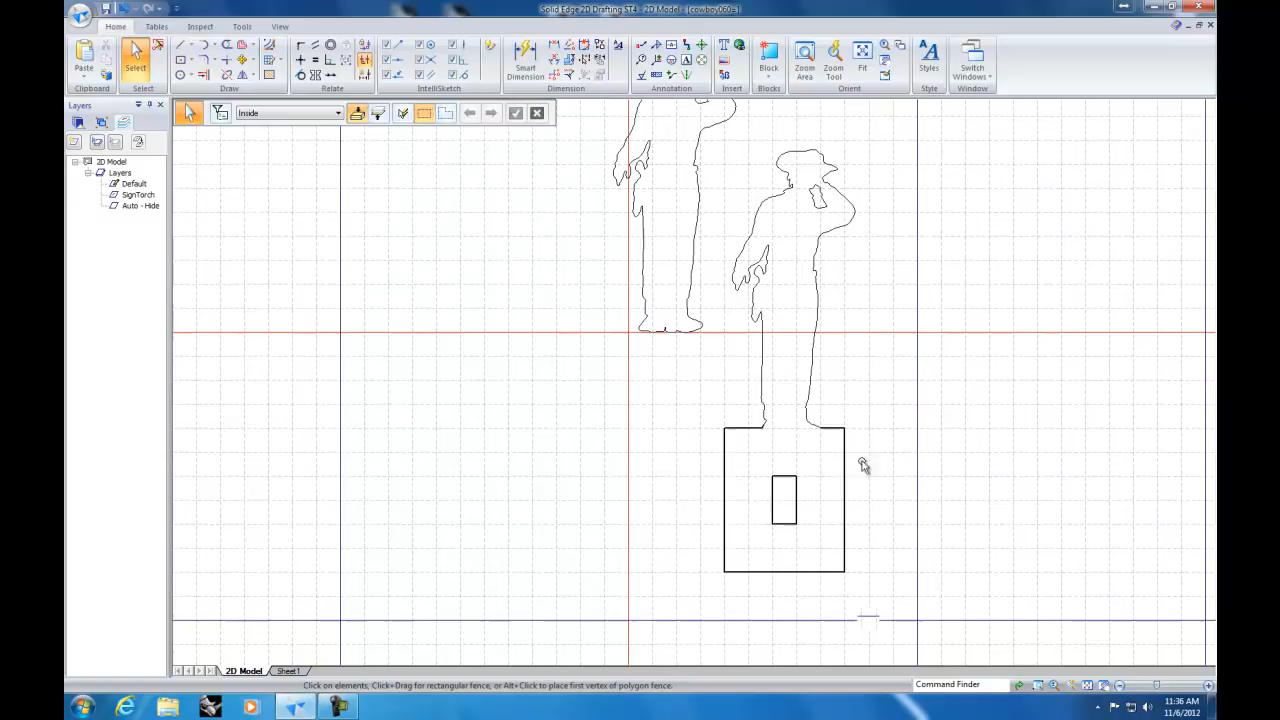 Solid Edge 2D Drafting ST4 - 2D Model - [cowboy060=]
Home Tables Inspect Tools View
Paste
Select
Smart Dimension
Block
Zoom Area
Zoom Tool
Fit
Styles
Switch Windows
Clipboard Select Draw Relate IntelliSketch Dimension Annotation Insert Blocks Orient Style Window
Layers
Inside
2D Model
Layers
Default
SignTorch
Auto - Hide
2D Model Sheet1
Click on elements, Click+Drag for rectangular fence, or Alt+Click to place first vertex of polygon fence.
Command Finder
11:36 AM
11/6/2012